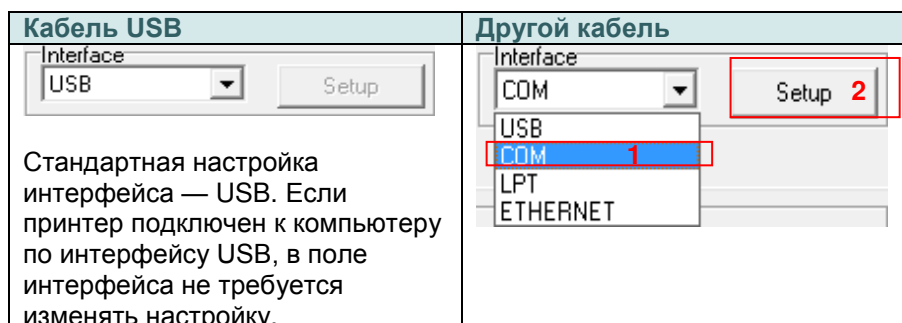 Кабель USB
Interface
USB
Setup
Стандартная настройка
интерфейса — USB. Если
принтер подключен к компьютеру
по интерфейсу USB, в поле
интерфейса не требуется
изменять настройку.
Другой кабель
Interface
COM
Setup 2
USB
COM 1
LPT
ETHERNET